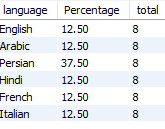 language Percentage total
English 12.50 8
Arabic 12.50 8
Persian 37.50 8
Hindi 12.50 8
French 12.50 8
Italian 12.50 8